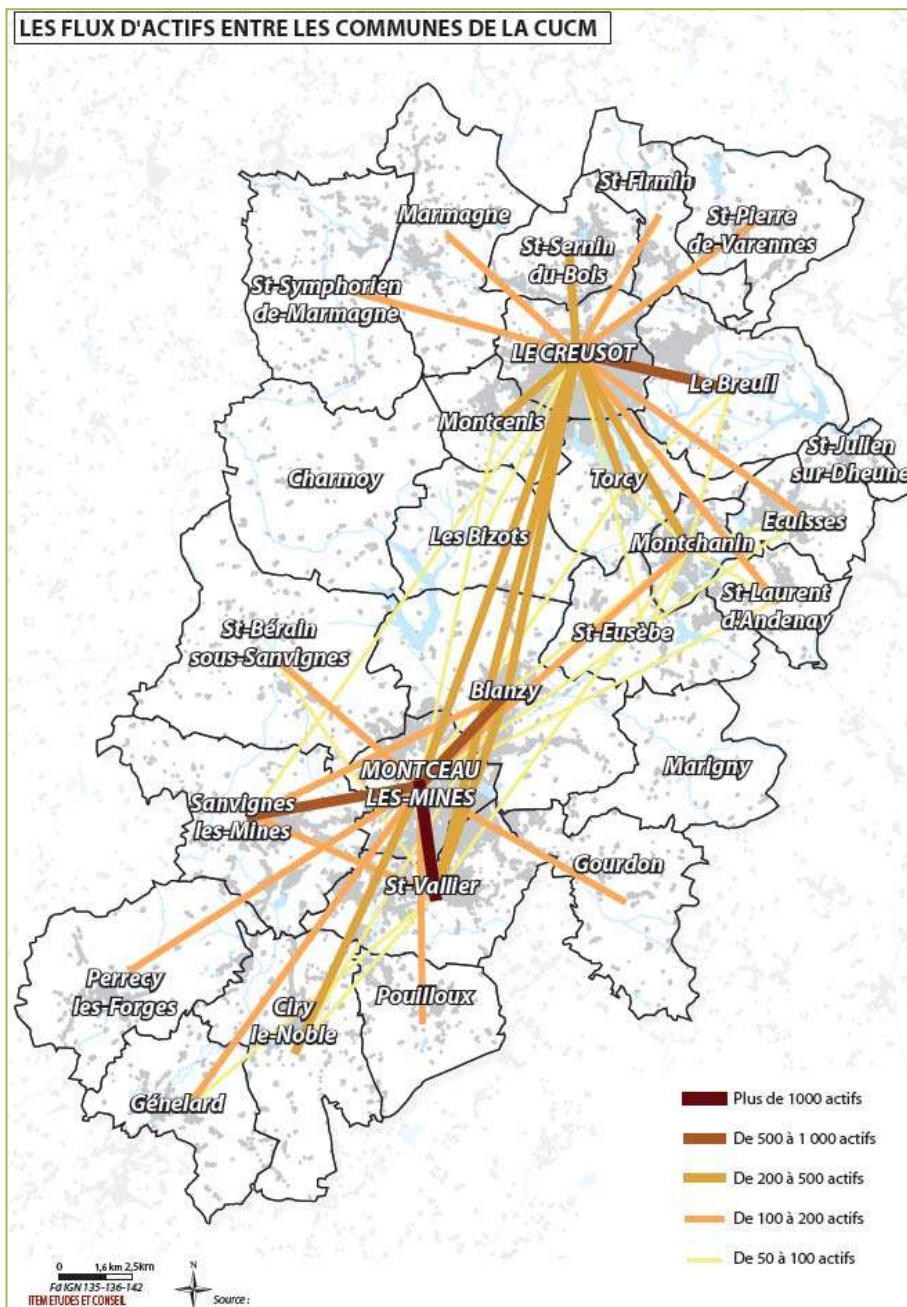 LES FLUX D'ACTIFS ENTRE LES COMMUNES DE LA CUCM
St-Firmin
Marmagne
St-Pierre
de-Varennes
St-Sernin
du-Bois
St-Symphorien
de-Marmagne
LE CREUSOT
Le Breuil
Montcenis
St-Julien
sur-Dheune
Charmoy
Torcy
Ecuisses
Les Bizots
Montchanin
St-Laurent
d'Andenay
St-Eusèbe
St-Bérain
sous-Sanvignes
Blanzy
Marigny
MONTCEAU
LES-MINES
Sanvignes
les-Mines
Gourdon
St-Vallier
Perrecy
les-Forges
Ciry
le-Noble
Pouilloux
Génelard
Plus de 1000 actifs
De 500 à 1 000 actifs
De 200 à 500 actifs
De 100 à 200 actifs
De 50 à 100 actifs
0 1,6 km 2,5km
Fd IGN 135-136-142
ITEM ETUDES ET CONSEIL
N
Source :